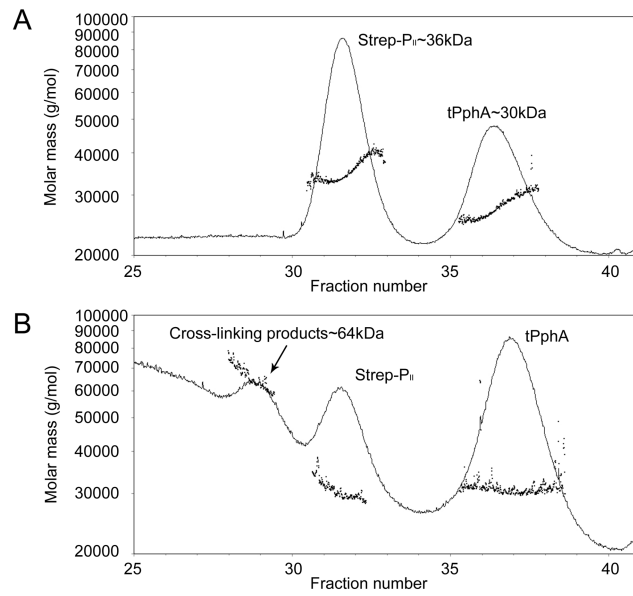 A
Molar mass (g/mol)
100000
90000
80000
70000
60000
50000
40000
30000
20000
Strep-PII~36kDa
tPphA~30kDa
25
30
35
40
Fraction number
B
Molar mass (g/mol)
100000
90000
80000
70000
60000
50000
40000
30000
20000
Cross-linking products~64kDa
Strep-PII
tPphA
25
30
35
40
Fraction number